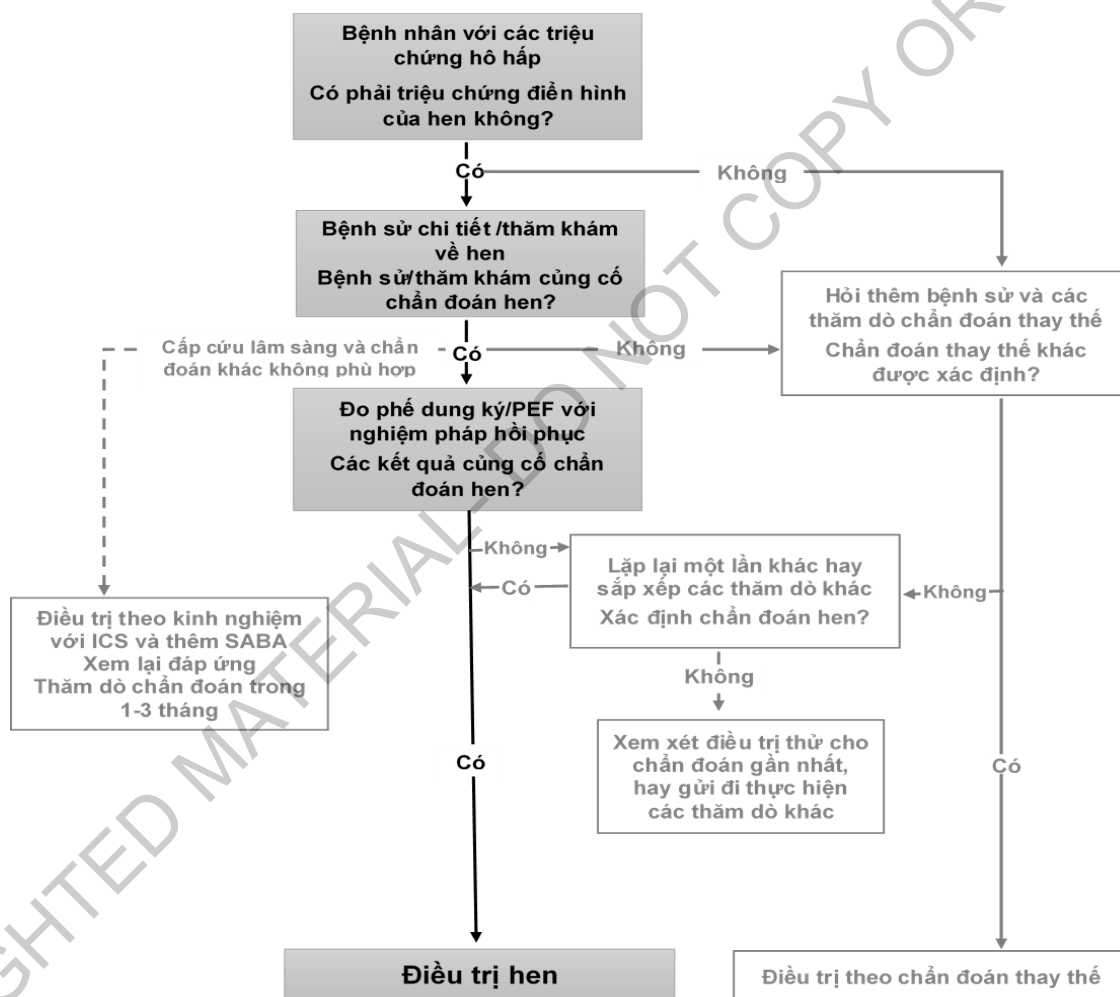 Bệnh nhân với các triệu
chứng hô hấp
Có phải triệu chứng điển hình
của hen không?
Có
Không
Bệnh sử chi tiết /thăm khám
về hen
Bệnh sử/thăm khám củng cố
chẩn đoán hen?
Hỏi thêm bệnh sử và các
thăm dò chẩn đoán thay thế
Chẩn đoán thay thế khác
được xác định?
Cấp cứu lâm sàng và chẩn
đoán khác không phù hợp
Có
Không
Đo phế dung ký/PEF với
nghiệm pháp hồi phục
Các kết quả củng cố chẩn
đoán hen?
Không
Có
Lặp lại một lần khác hay
sắp xếp các thăm dò khác
Xác định chẩn đoán hen?
Không
Điều trị theo kinh nghiệm
với ICS và thêm SABA
Xem lại đáp ứng
Thăm dò chẩn đoán trong
1-3 tháng
Không
Xem xét điều trị thử cho
chẩn đoán gần nhất,
hay gửi đi thực hiện
các thăm dò khác
Có
Có
Điều trị hen
Điều trị theo chẩn đoán thay thế
GHTED MATERIAL- DO NOT COPY OR